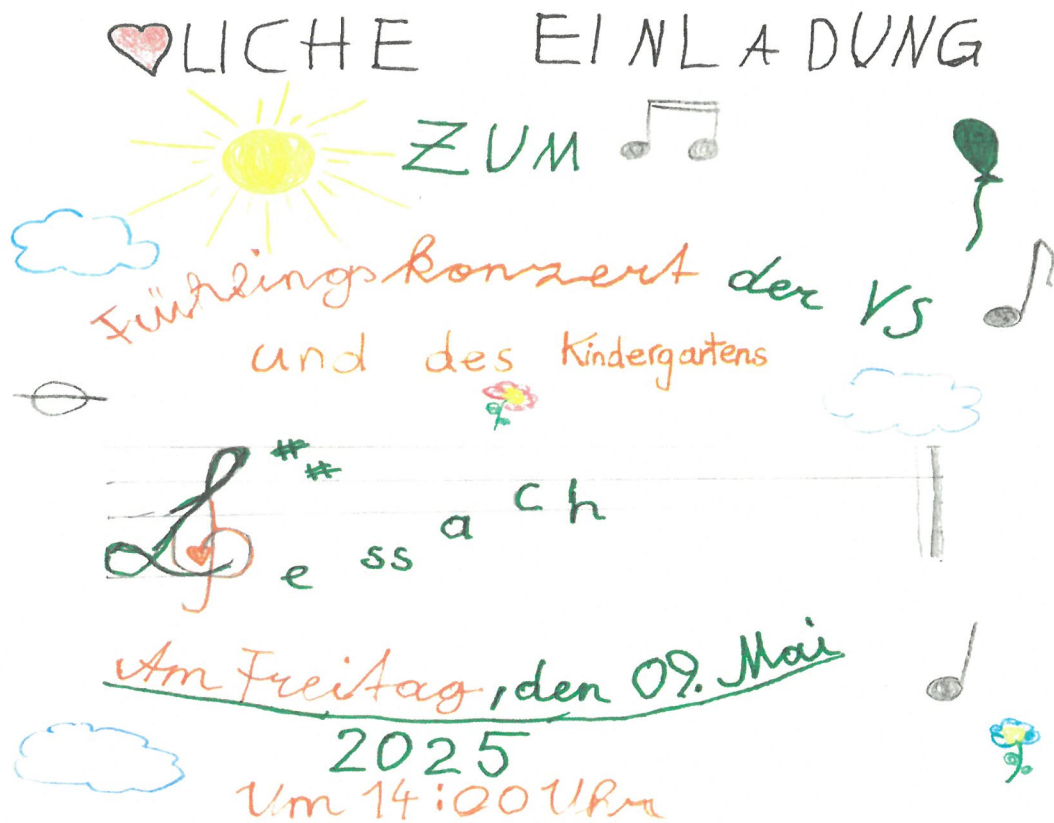 ♥LICHE EINLADUNG
ZUM
Frühlingskonzert der VS
und des Kindergartens
Lessach
Am Freitag, den 09. Mai
2025
Um 14:00 Uhr